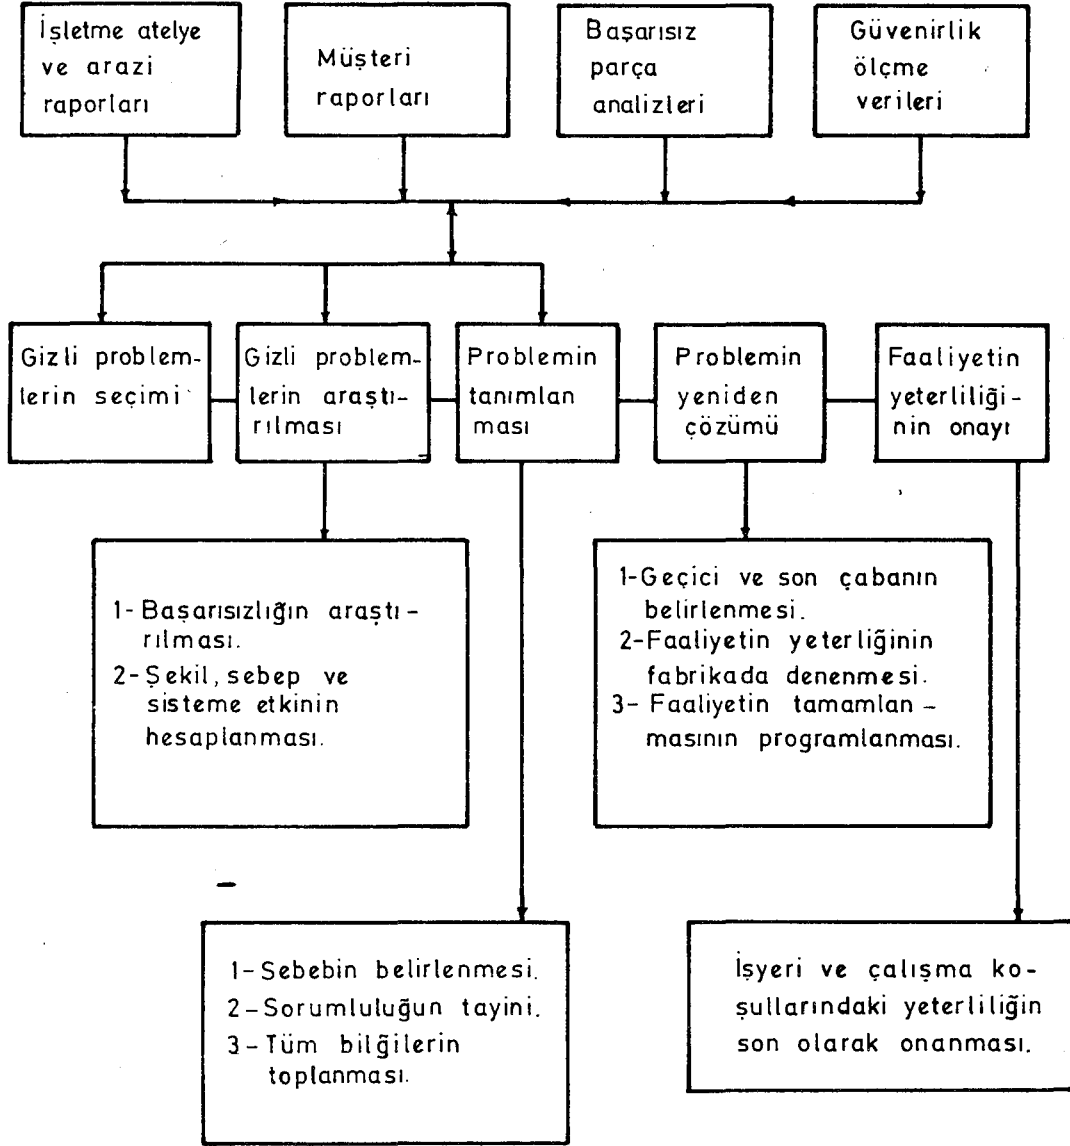 İşletme atelye
ve arazi
raporları
Müşteri
raporları
Başarısız
parça
analizleri
Güvenirlik
ölçme
verileri
Gizli problem-
lerin seçimi
Gizli problem-
lerin araştı-
rılması
Problemin
tanımlan
ması
Problemin
yeniden
çözümü
Faaliyetin
yeterliliği-
nin onayı
1- Başarısızlığın araştı-
rılması.
2- Şekil, sebep ve
sisteme etkinin
hesaplanması.
1-Geçici ve son çabanın
belirlenmesi.
2-Faaliyetin yeterliğinin
fabrikada denenmesi.
3- Faaliyetin tamamlan-
masının programlanması.
1-Sebebin belirlenmesi.
2-Sorumluluğun tayini.
3-Tüm bilğilerin
toplanması.
İşyeri ve çalışma ko-
şullarındaki yeterliliğin
son olarak onanması.